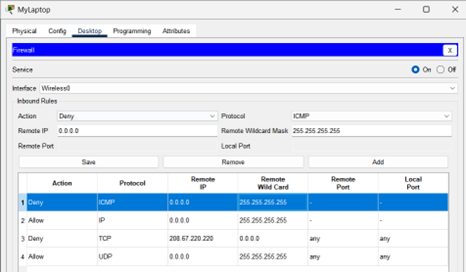 MyLaptop
Physical Config Desktop Programming Attributes
Firewall X
Service On Off
Interface Wireless0
Inbound Rules
Action Deny Protocol ICMP
Remote IP 0.0.0.0 Remote Wildcard Mask 255.255.255.255
Remote Port Local Port
Save Remove Add
Action Protocol Remote IP Remote Wild Card Remote Port Local Port
1 Deny ICMP 0.0.0.0 255.255.255.255 - -
2 Allow IP 0.0.0.0 255.255.255.255 - -
3 Deny TCP 208.67.220.220 0.0.0.0 any any
4 Allow UDP 0.0.0.0 255.255.255.255 any any